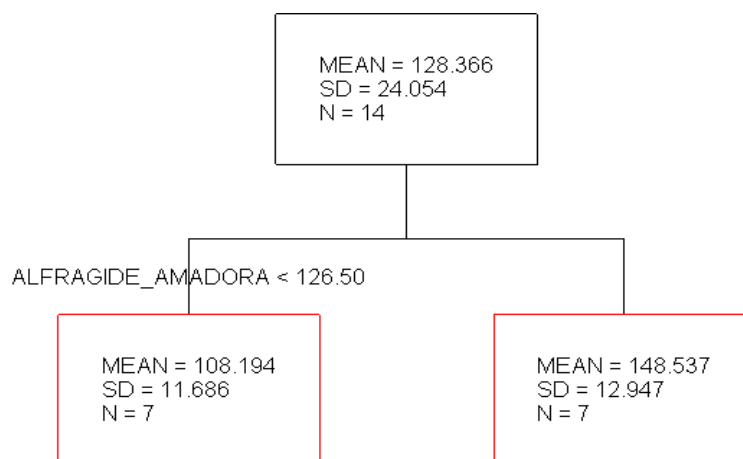 MEAN = 128.366
SD = 24.054
N = 14
ALFRAGIDE_AMADORA < 126.50
MEAN = 108.194
SD = 11.686
N = 7
MEAN = 148.537
SD = 12.947
N = 7